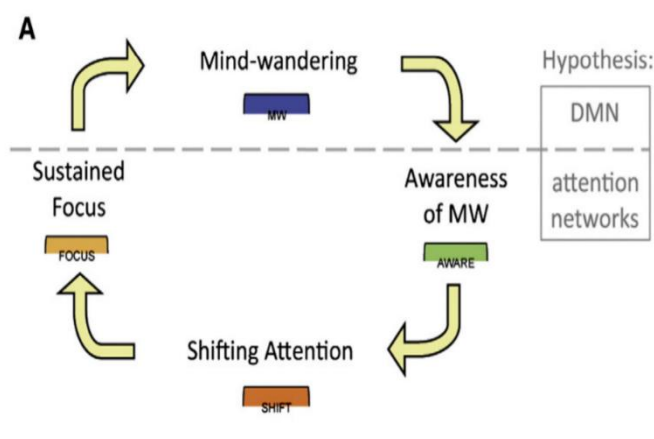 A
Mind-wandering
MW
Hypothesis:
DMN
attention
networks
Sustained
Focus
FOCUS
Awareness
of MW
AWARE
Shifting Attention
SHIFT